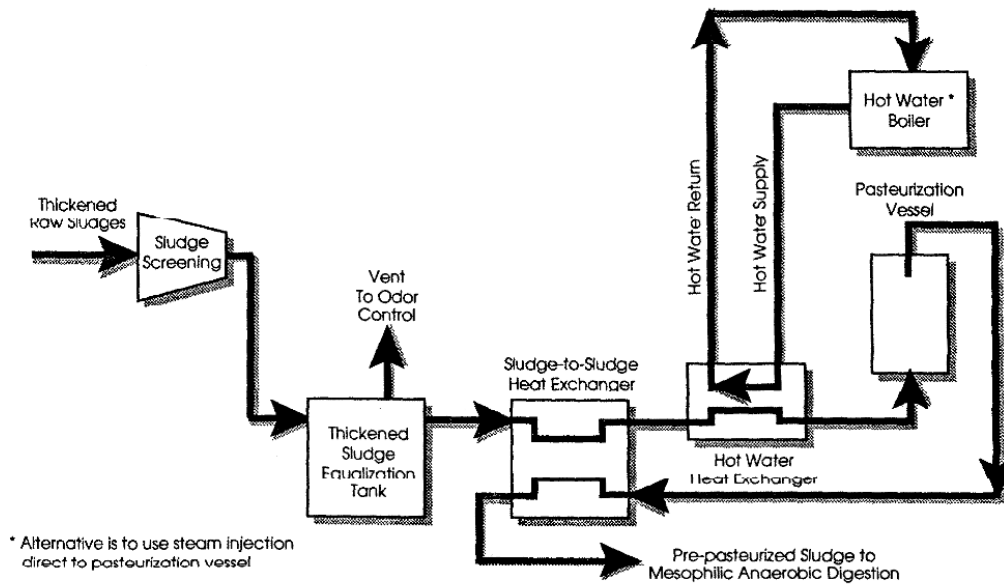 Hot Water *
Boiler
Hot Water Return
Hot Water Supply
Pasteurization
Vessel
Thickened
Raw Sludges
Sludge
Screening
Vent
To Odor
Control
Sludge-to-Sludge
Heat Exchanger
Thickened
Sludge
Equalization
Tank
Hot Water
Heat Exchanger
* Alternative is to use steam injection
direct to pasteurization vessel
Pre-pasteurized Sludge to
Mesophilic Anaerobic Digestion